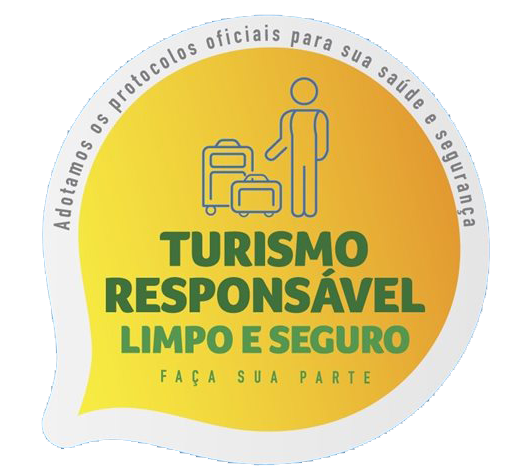 Adotamos os protocolos oficiais para sua saúde e segurança
TURISMO
RESPONSÁVEL
LIMPO E SEGURO
FAÇA SUA PARTE